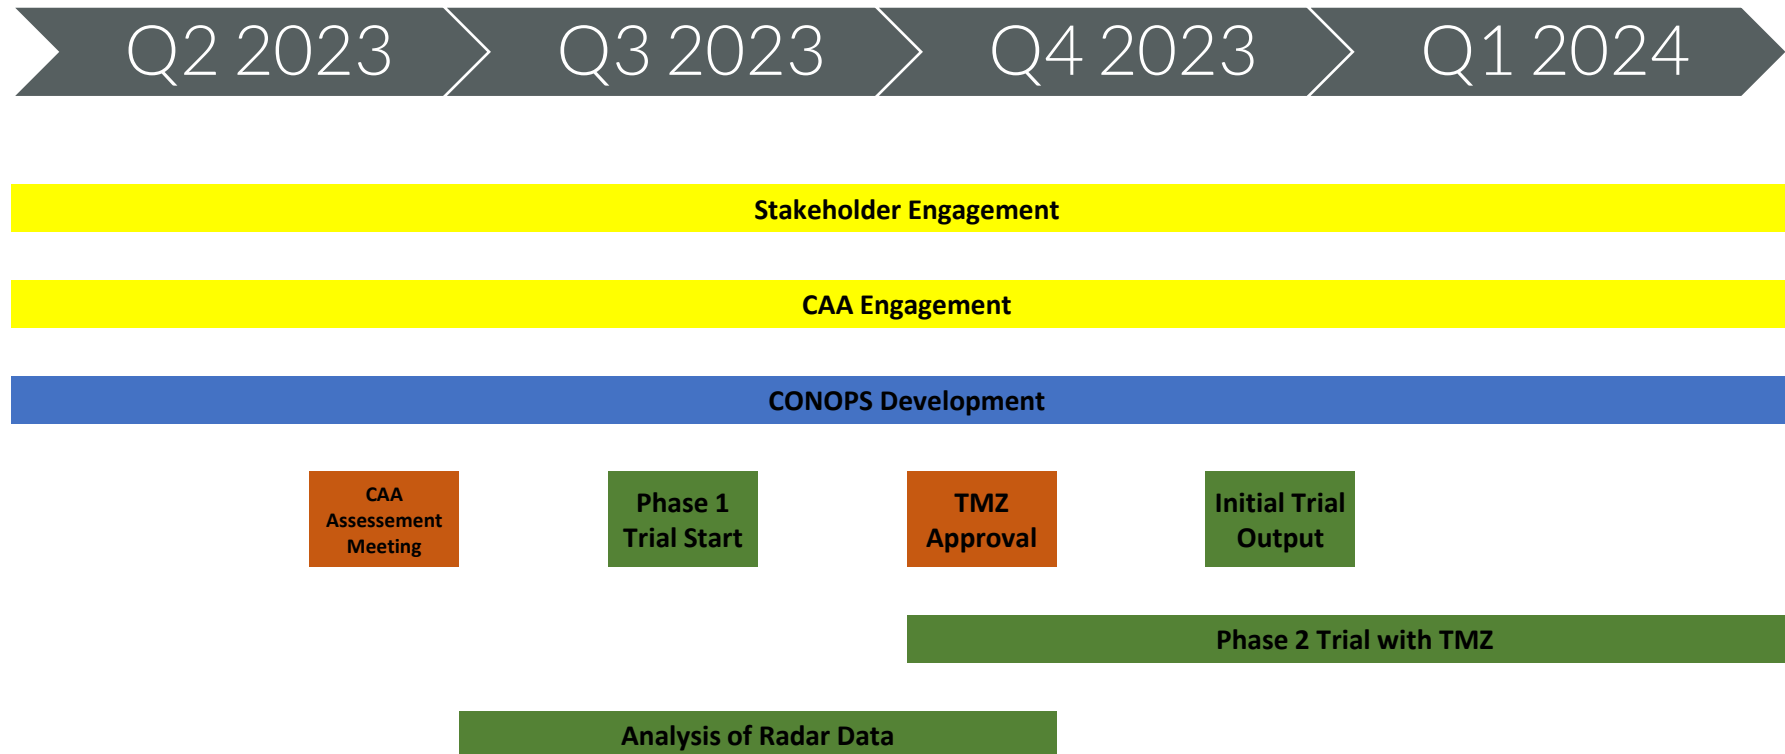 Q2 2023
Q3 2023
Q4 2023
Q1 2024
Stakeholder Engagement
CAA Engagement
CONOPS Development
CAA
Assessement
Meeting
Phase 1
Trial Start
TMZ
Approval
Initial Trial
Output
Phase 2 Trial with TMZ
Analysis of Radar Data